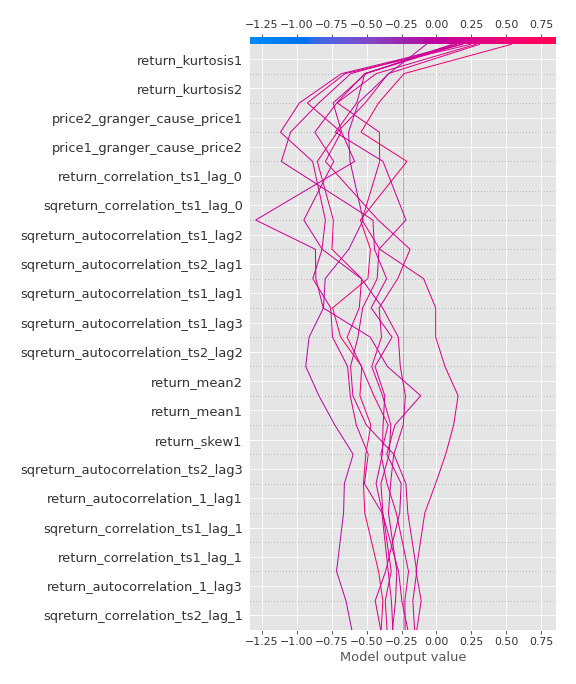 −1.25 −1.00 −0.75 −0.50 −0.25 0.00 0.25 0.50 0.75
return_kurtosis1
return_kurtosis2
price2_granger_cause_price1
price1_granger_cause_price2
return_correlation_ts1_lag_0
sqreturn_correlation_ts1_lag_0
sqreturn_autocorrelation_ts1_lag2
sqreturn_autocorrelation_ts2_lag1
sqreturn_autocorrelation_ts1_lag1
sqreturn_autocorrelation_ts1_lag3
sqreturn_autocorrelation_ts2_lag2
return_mean2
return_mean1
return_skew1
sqreturn_autocorrelation_ts2_lag3
return_autocorrelation_1_lag1
sqreturn_correlation_ts1_lag_1
return_correlation_ts1_lag_1
return_autocorrelation_1_lag3
sqreturn_correlation_ts2_lag_1
−1.25 −1.00 −0.75 −0.50 −0.25 0.00 0.25 0.50 0.75
Model output value